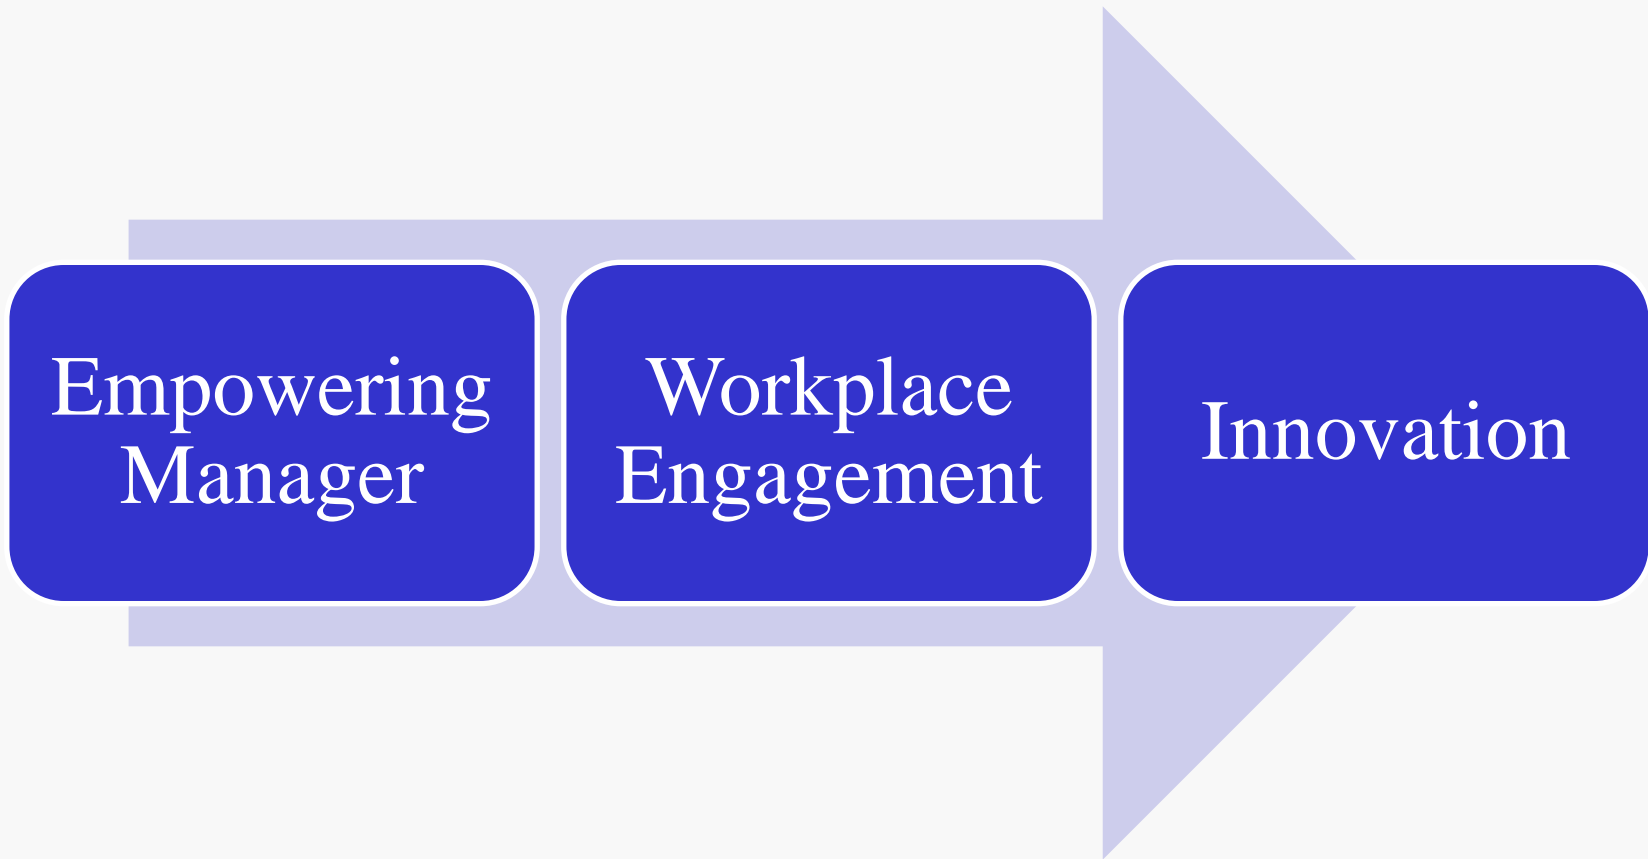 Empowering
Manager
Workplace
Engagement
Innovation